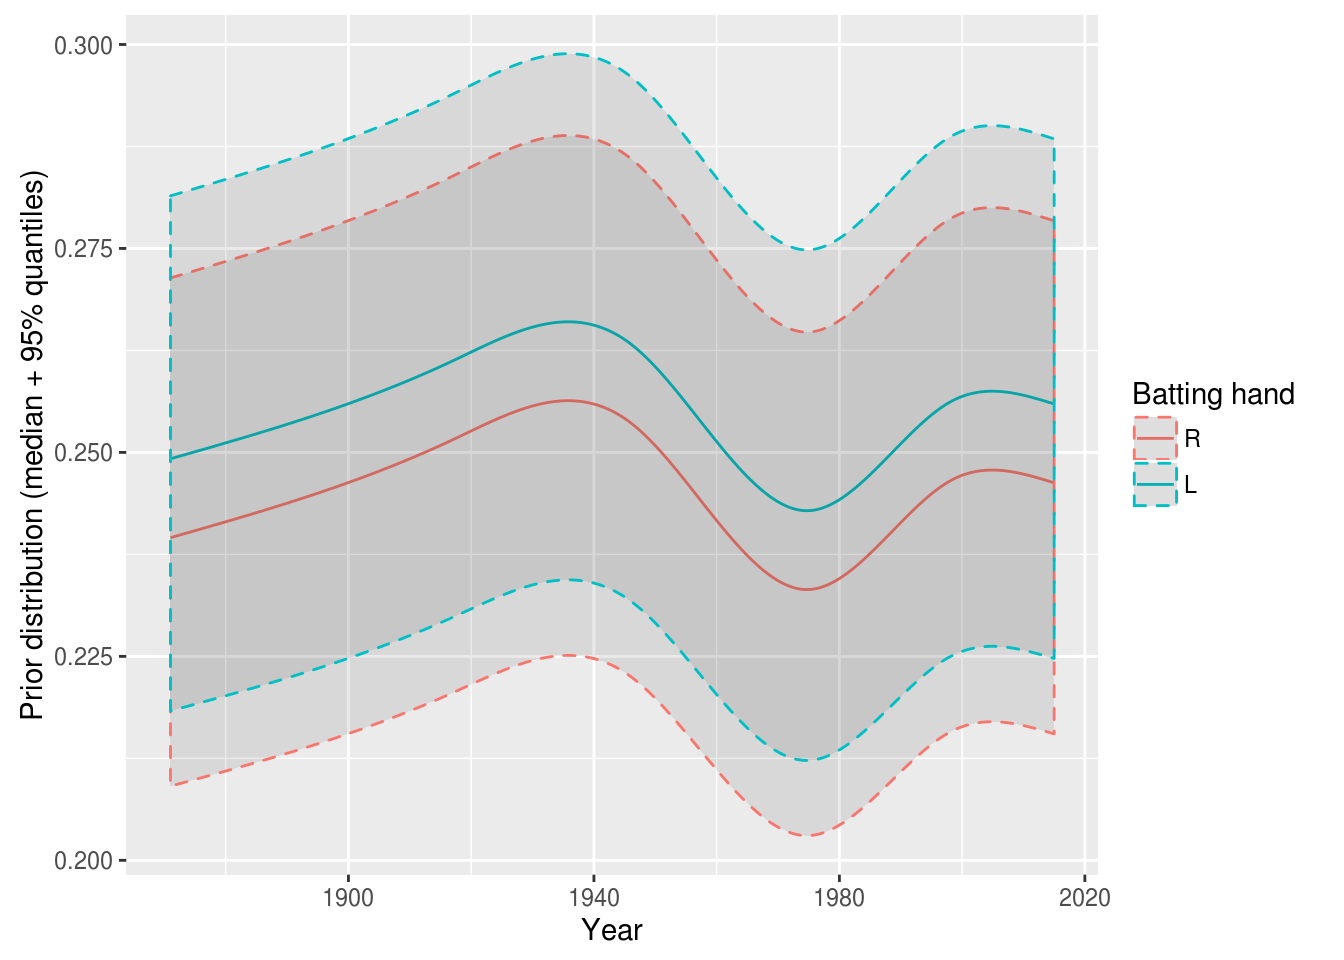 Prior distribution (median + 95% quantiles)
0.300
0.275
0.250
0.225
0.200
1900
1940
1980
2020
Year
Batting hand
R
L